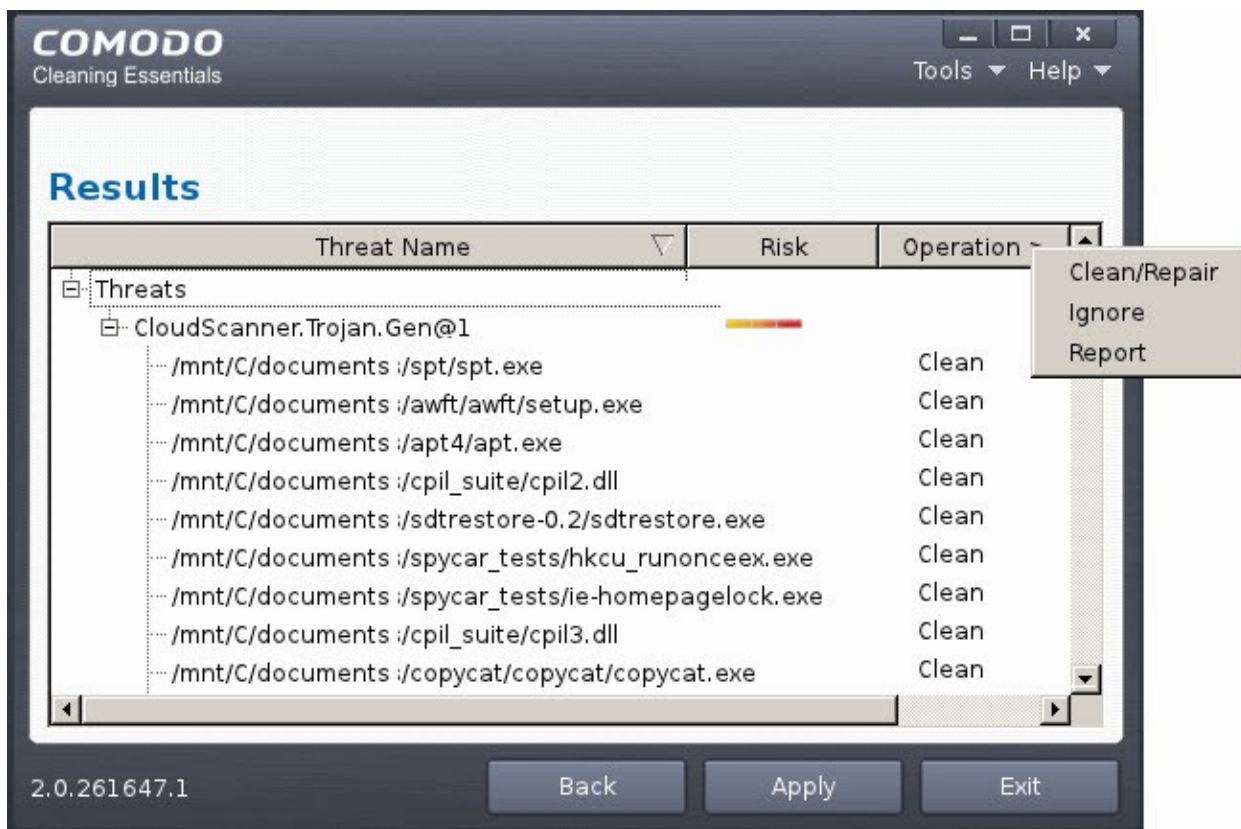 COMODO
Cleaning Essentials
Tools Help
Results
Threat Name Risk Operation >
Clean/Repair
Ignore
Report
Threats
CloudScanner.Trojan.Gen@1
/mnt/C/documents :/spt/spt.exe Clean
/mnt/C/documents :/awft/awft/setup.exe Clean
/mnt/C/documents :/apt4/apt.exe Clean
/mnt/C/documents :/cpil_suite/cpil2.dll Clean
/mnt/C/documents :/sdtrestore-0.2/sdtrestore.exe Clean
/mnt/C/documents :/spycar_tests/hkcu_runonceex.exe Clean
/mnt/C/documents :/spycar_tests/ie-homepagelock.exe Clean
/mnt/C/documents :/cpil_suite/cpil3.dll Clean
/mnt/C/documents :/copycat/copycat/copycat.exe Clean
2.0.261647.1 Back Apply Exit